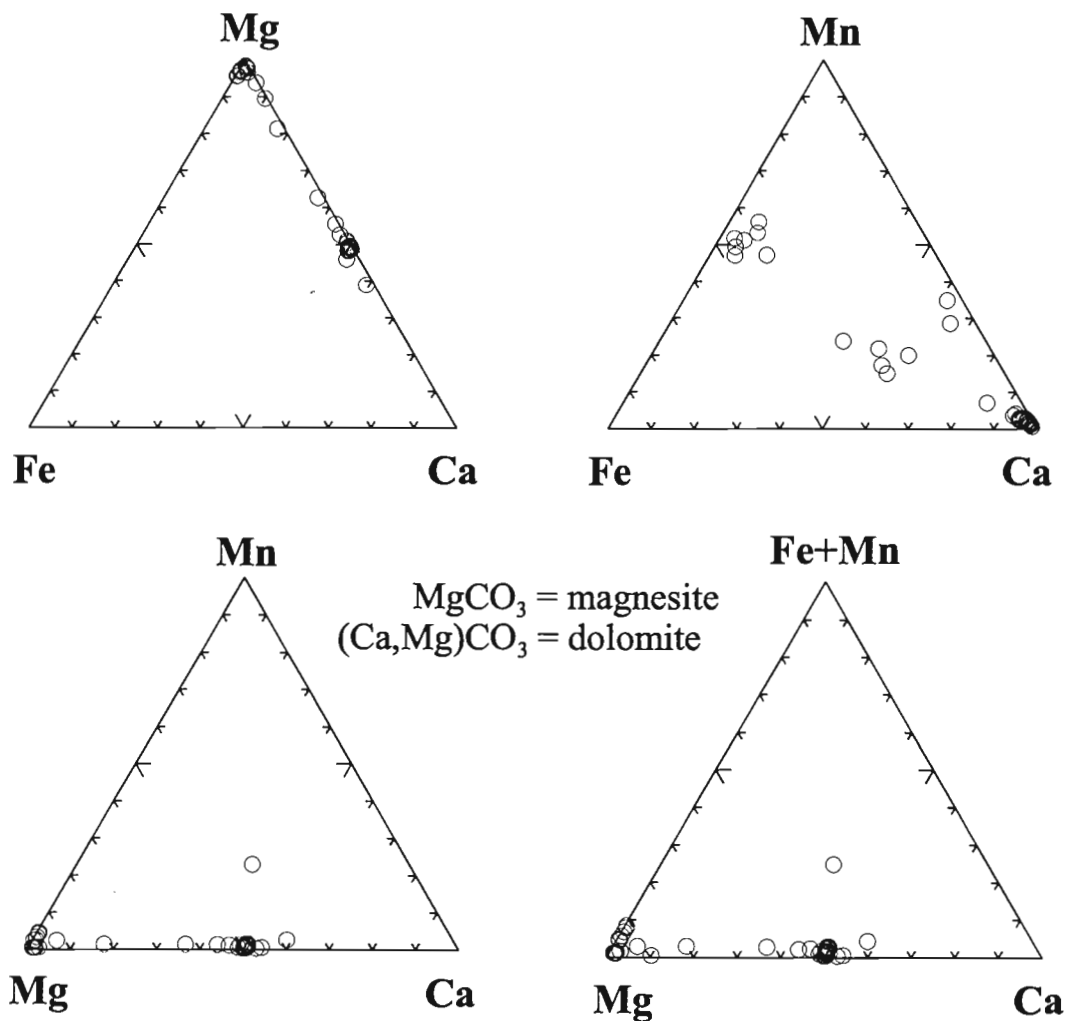 Mg
Mn
Fe
Ca
Fe
Ca
Mn
Fe+Mn
MgCO₃ = magnesite
(Ca,Mg)CO₃ = dolomite
Mg
Ca
Mg
Ca